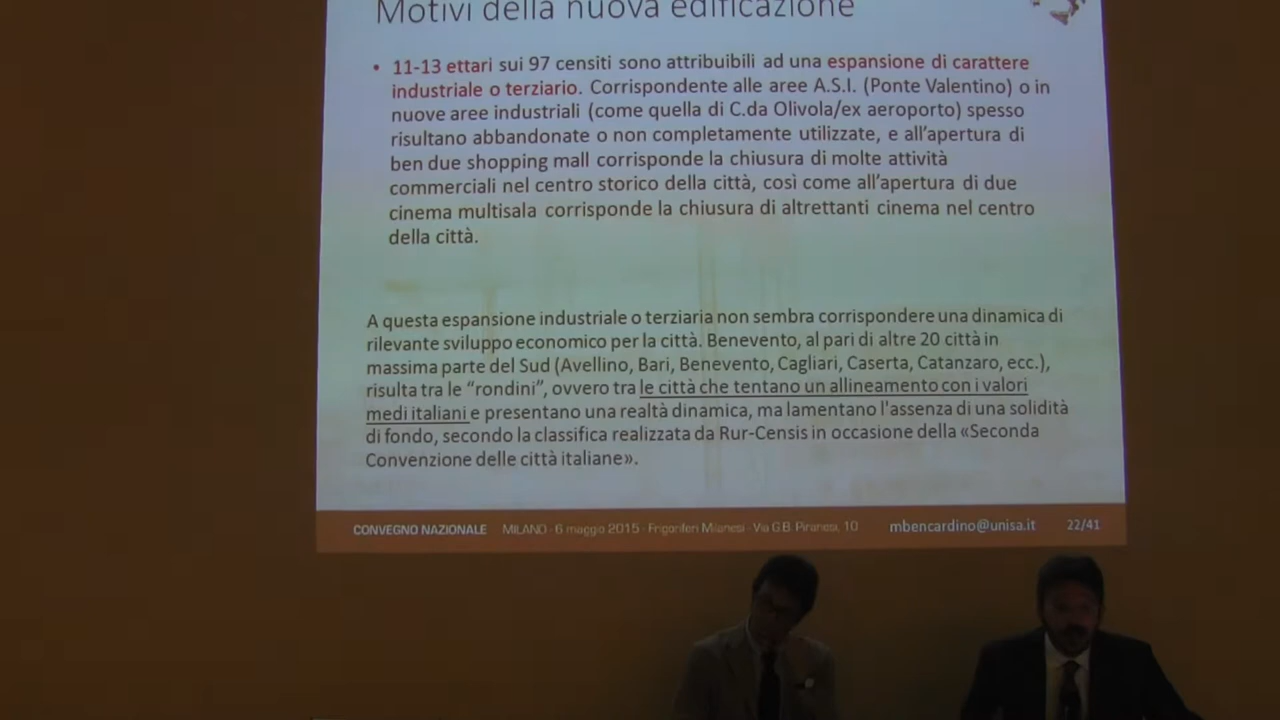 Motivi della nuova edificazione
• 11-13 ettari sui 97 censiti sono attribuibili ad una espansione di carattere
industriale o terziario. Corrispondente alle aree A.S.I. (Ponte Valentino) o in
nuove aree industriali (come quella di C.da Olivola/ex aeroporto) spesso
risultano abbandonate o non completamente utilizzate, e all'apertura di
ben due shopping mall corrisponde la chiusura di molte attività
commerciali nel centro storico della città, così come all'apertura di due
cinema multisala corrisponde la chiusura di altrettanti cinema nel centro
della città.
A questa espansione industriale o terziaria non sembra corrispondere una dinamica di
rilevante sviluppo economico per la città. Benevento, al pari di altre 20 città in
massima parte del Sud (Avellino, Bari, Benevento, Cagliari, Caserta, Catanzaro, ecc.),
risulta tra le “rondini”, ovvero tra le città che tentano un allineamento con i valori
medi italiani e presentano una realtà dinamica, ma lamentano l'assenza di una solidità
di fondo, secondo la classifica realizzata da Rur-Censis in occasione della «Seconda
Convenzione delle città italiane».
CONVEGNO NAZIONALE MILANO - 6 maggio 2015 - Frigoriferi Milanesi - Via G.B. Piranesi, 10 mbencardino@unisa.it 22/41